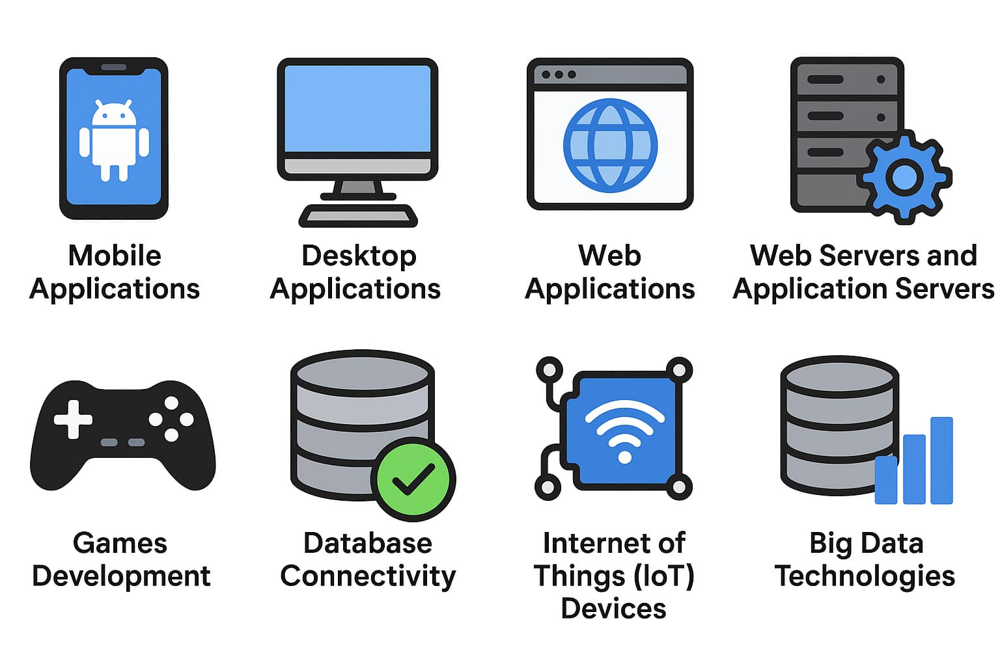 Mobile
Applications
Desktop
Applications
Web
Applications
Web Servers and
Application Servers
Games
Development
Database
Connectivity
Internet of
Things (IoT)
Devices
Big Data
Technologies